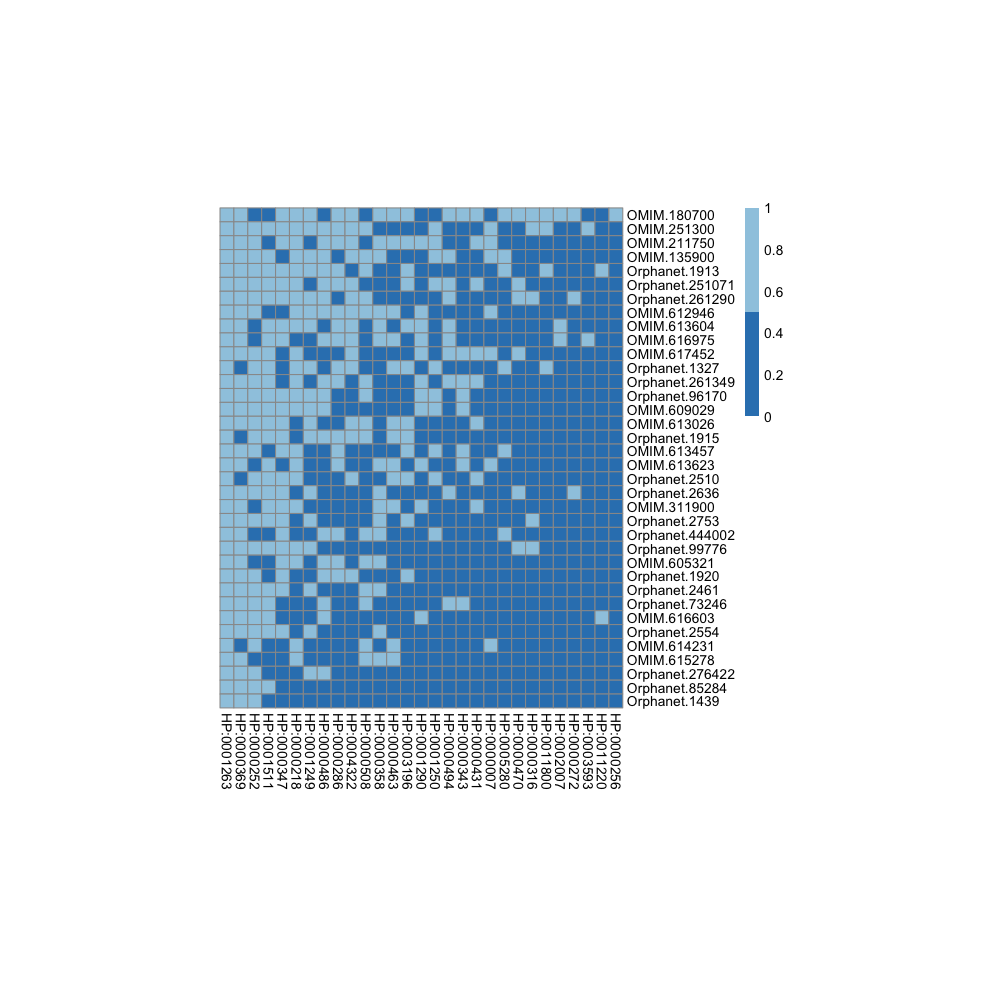 OMIM.180700
OMIM.251300
OMIM.211750
OMIM.135900
Orphanet.1913
Orphanet.251071
Orphanet.261290
OMIM.612946
OMIM.613604
OMIM.616975
OMIM.617452
Orphanet.1327
Orphanet.261349
Orphanet.96170
OMIM.609029
OMIM.613026
Orphanet.1915
OMIM.613457
OMIM.613623
Orphanet.2510
Orphanet.2636
OMIM.311900
Orphanet.2753
Orphanet.444002
Orphanet.99776
OMIM.605321
Orphanet.1920
Orphanet.2461
Orphanet.73246
OMIM.616603
Orphanet.2554
OMIM.614231
OMIM.615278
Orphanet.276422
Orphanet.85284
Orphanet.1439
1
0.8
0.6
0.4
0.2
0
HP:0001263
HP:0000369
HP:0000252
HP:0001511
HP:0000347
HP:0000218
HP:0001249
HP:0000486
HP:0000286
HP:0004322
HP:0000508
HP:0000358
HP:0000463
HP:0003196
HP:0001290
HP:0001250
HP:0000494
HP:0000343
HP:0000431
HP:0000007
HP:0005280
HP:0000470
HP:0000316
HP:0011800
HP:0002007
HP:0000272
HP:0003593
HP:0011220
HP:0000256